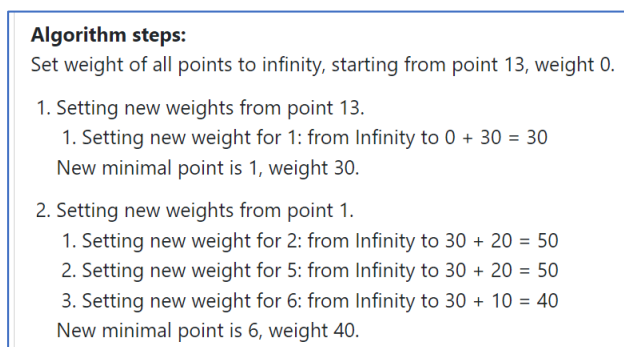 Algorithm steps:
Set weight of all points to infinity, starting from point 13, weight 0.
1. Setting new weights from point 13.
1. Setting new weight for 1: from Infinity to 0 + 30 = 30
New minimal point is 1, weight 30.
2. Setting new weights from point 1.
1. Setting new weight for 2: from Infinity to 30 + 20 = 50
2. Setting new weight for 5: from Infinity to 30 + 20 = 50
3. Setting new weight for 6: from Infinity to 30 + 10 = 40
New minimal point is 6, weight 40.